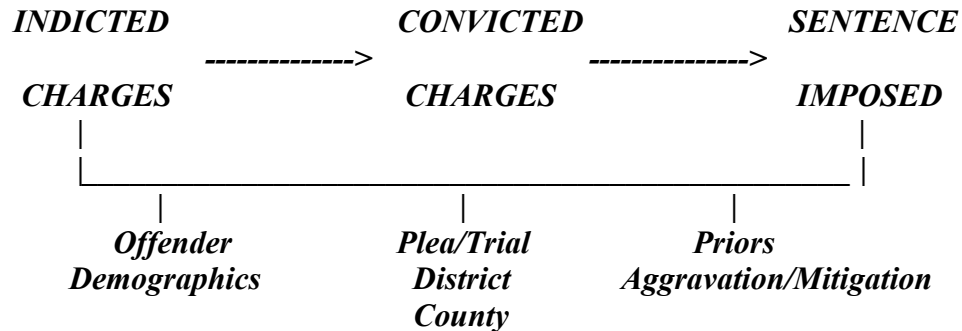 INDICTED CONVICTED SENTENCE
--------------> --------------->
CHARGES CHARGES IMPOSED
Offender Plea/Trial Priors
Demographics District Aggravation/Mitigation
County